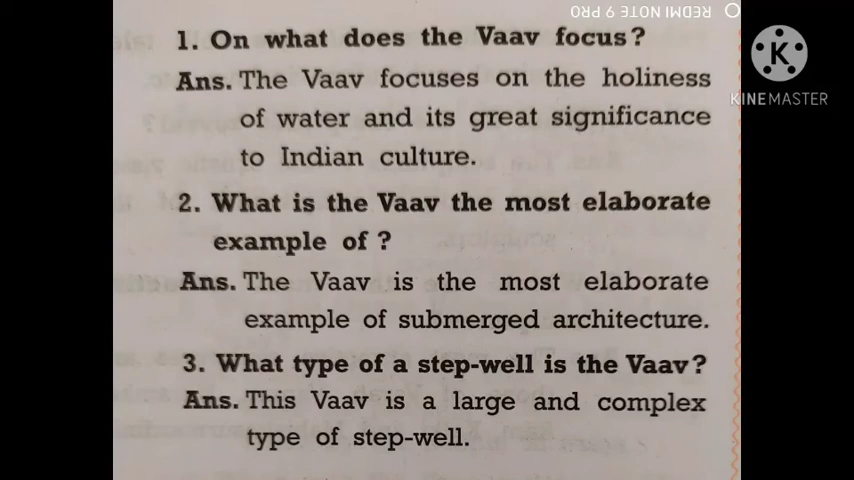 REDMI NOTE 9 PRO
KINEMASTER
1. On what does the Vaav focus?
Ans. The Vaav focuses on the holiness
of water and its great significance
to Indian culture.
2. What is the Vaav the most elaborate
example of ?
Ans. The Vaav is the most elaborate
example of submerged architecture.
3. What type of a step-well is the Vaav?
Ans. This Vaav is a large and complex
type of step-well.